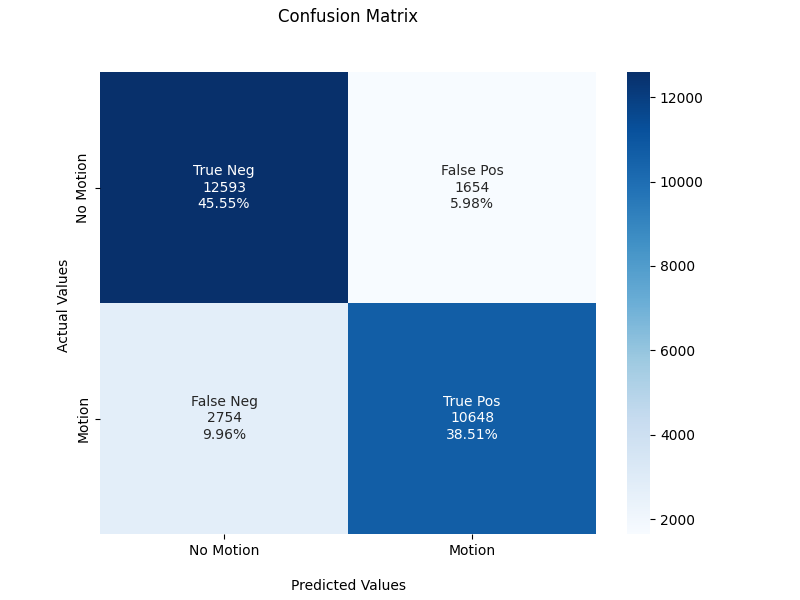 Confusion Matrix
No Motion
True Neg
12593
45.55%
False Pos
1654
5.98%
Motion
False Neg
2754
9.96%
True Pos
10648
38.51%
Actual Values
No Motion
Motion
Predicted Values
12000
10000
8000
6000
4000
2000